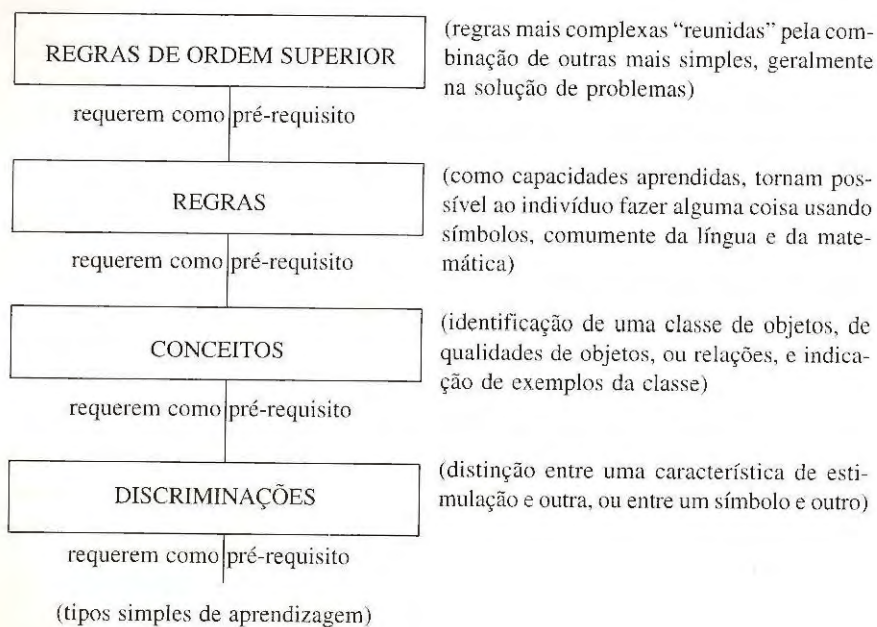 REGRAS DE ORDEM SUPERIOR
(regras mais complexas “reunidas” pela com-
binação de outras mais simples, geralmente
na solução de problemas)
requerem como pré-requisito
REGRAS
(como capacidades aprendidas, tornam pos-
sível ao indivíduo fazer alguma coisa usando
símbolos, comumente da língua e da mate-
mática)
requerem como pré-requisito
CONCEITOS
(identificação de uma classe de objetos, de
qualidades de objetos, ou relações, e indica-
ção de exemplos da classe)
requerem como pré-requisito
DISCRIMINAÇÕES
(distinção entre uma característica de esti-
mulação e outra, ou entre um símbolo e outro)
requerem como pré-requisito
(tipos simples de aprendizagem)